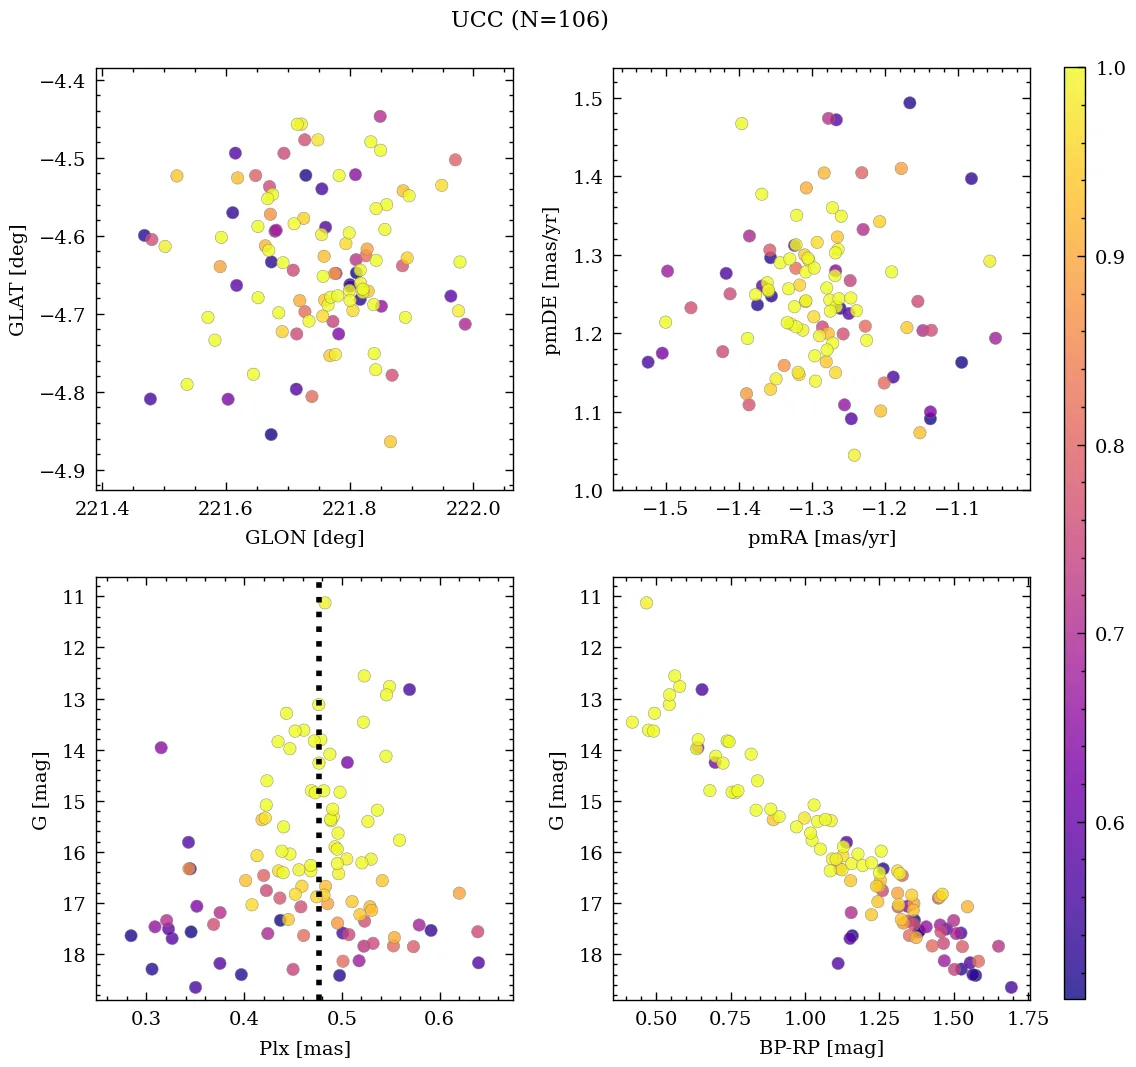 UCC (N=106)
−4.4
−4.5
−4.6
−4.7
−4.8
−4.9
GLAT [deg]
221.4 221.6 221.8 222.0
GLON [deg]
1.5
1.4
1.3
1.2
1.1
1.0
pmDE [mas/yr]
−1.5 −1.4 −1.3 −1.2 −1.1
pmRA [mas/yr]
11
12
13
14
15
16
17
18
G [mag]
0.3 0.4 0.5 0.6
Plx [mas]
11
12
13
14
15
16
17
18
G [mag]
0.50 0.75 1.00 1.25 1.50 1.75
BP-RP [mag]
1.0
0.9
0.8
0.7
0.6